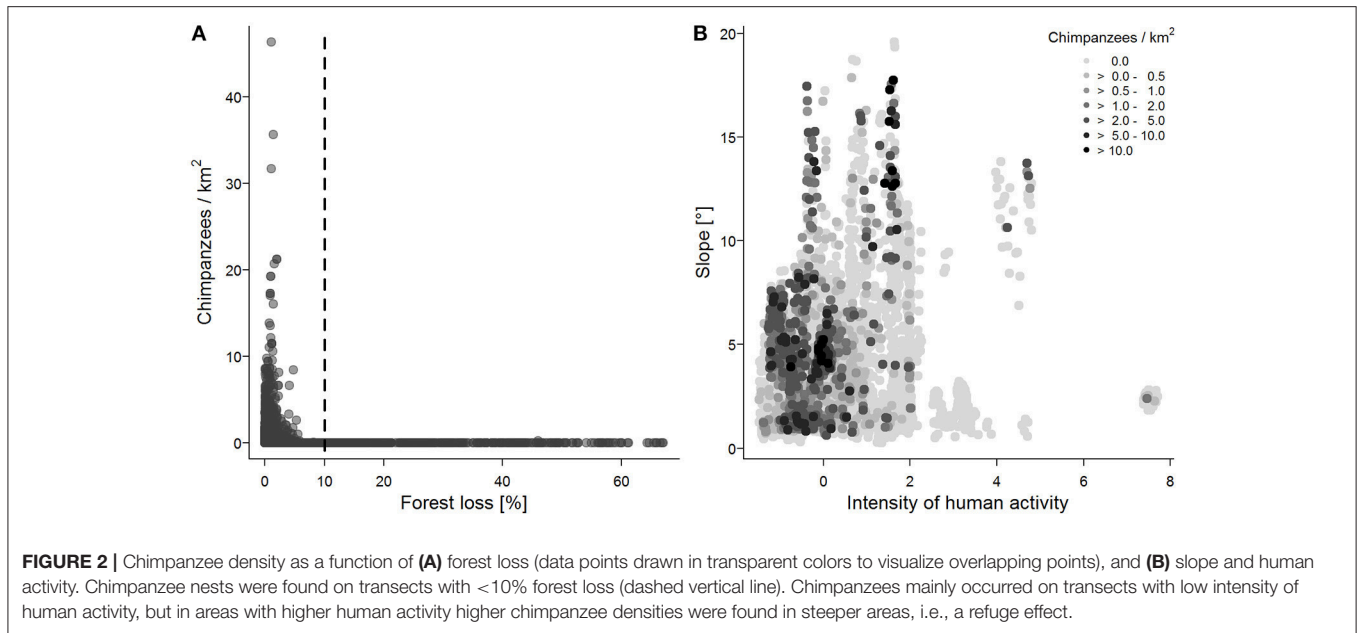 A
Chimpanzees / km²
40
30
20
10
0
0 10 20 40 60
Forest loss [%]
B
Slope [°]
20
15
10
5
0
0 2 4 6 8
Intensity of human activity
Chimpanzees / km²
0.0
> 0.0 - 0.5
> 0.5 - 1.0
> 1.0 - 2.0
> 2.0 - 5.0
> 5.0 - 10.0
> 10.0
FIGURE 2 | Chimpanzee density as a function of (A) forest loss (data points drawn in transparent colors to visualize overlapping points), and (B) slope and human
activity. Chimpanzee nests were found on transects with <10% forest loss (dashed vertical line). Chimpanzees mainly occurred on transects with low intensity of
human activity, but in areas with higher human activity higher chimpanzee densities were found in steeper areas, i.e., a refuge effect.